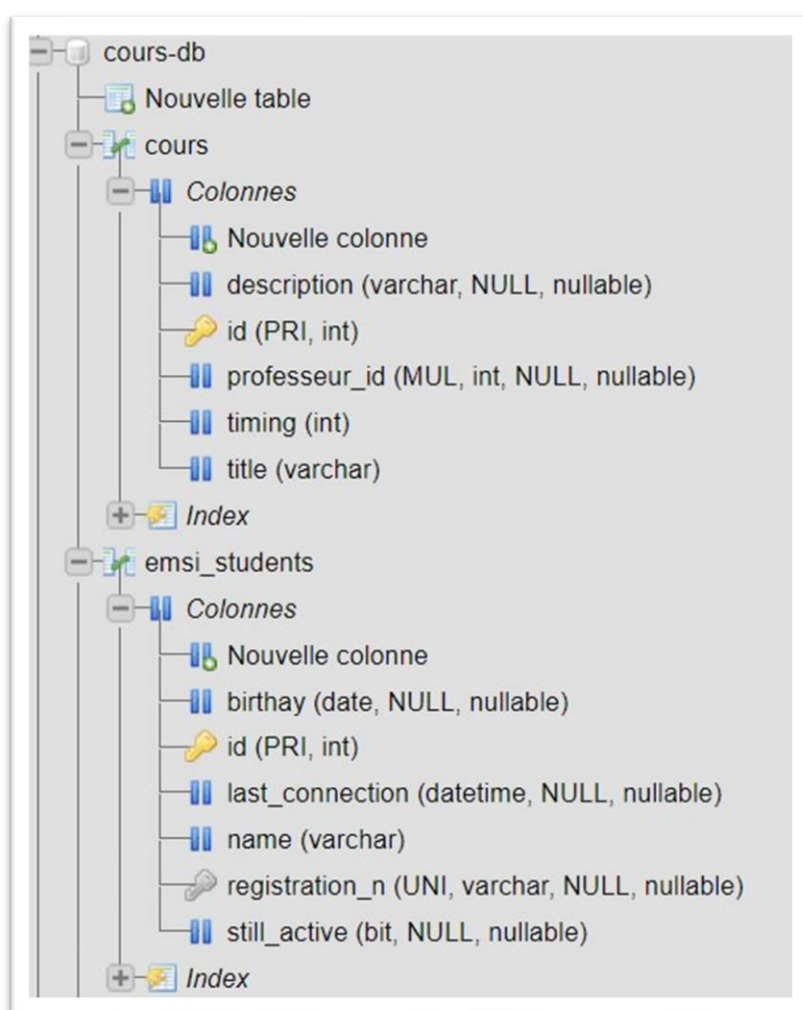 cours-db
Nouvelle table
cours
Colonnes
Nouvelle colonne
description (varchar, NULL, nullable)
id (PRI, int)
professeur_id (MUL, int, NULL, nullable)
timing (int)
title (varchar)
Index
emsi_students
Colonnes
Nouvelle colonne
birthay (date, NULL, nullable)
id (PRI, int)
last_connection (datetime, NULL, nullable)
name (varchar)
registration_n (UNI, varchar, NULL, nullable)
still_active (bit, NULL, nullable)
Index